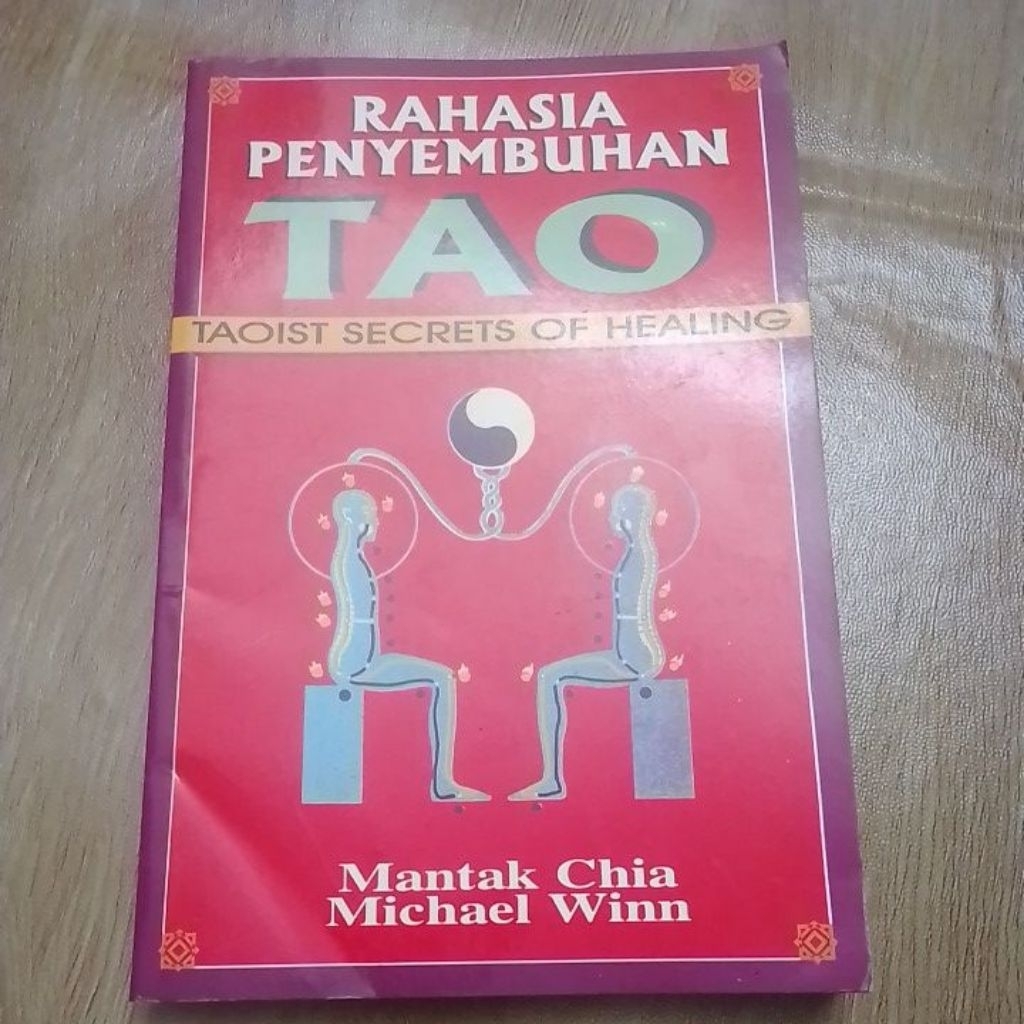 RAHASIA
PENYEMBUHAN
TAO
TAOIST SECRETS OF HEALING
Mantak Chia
Michael Winn